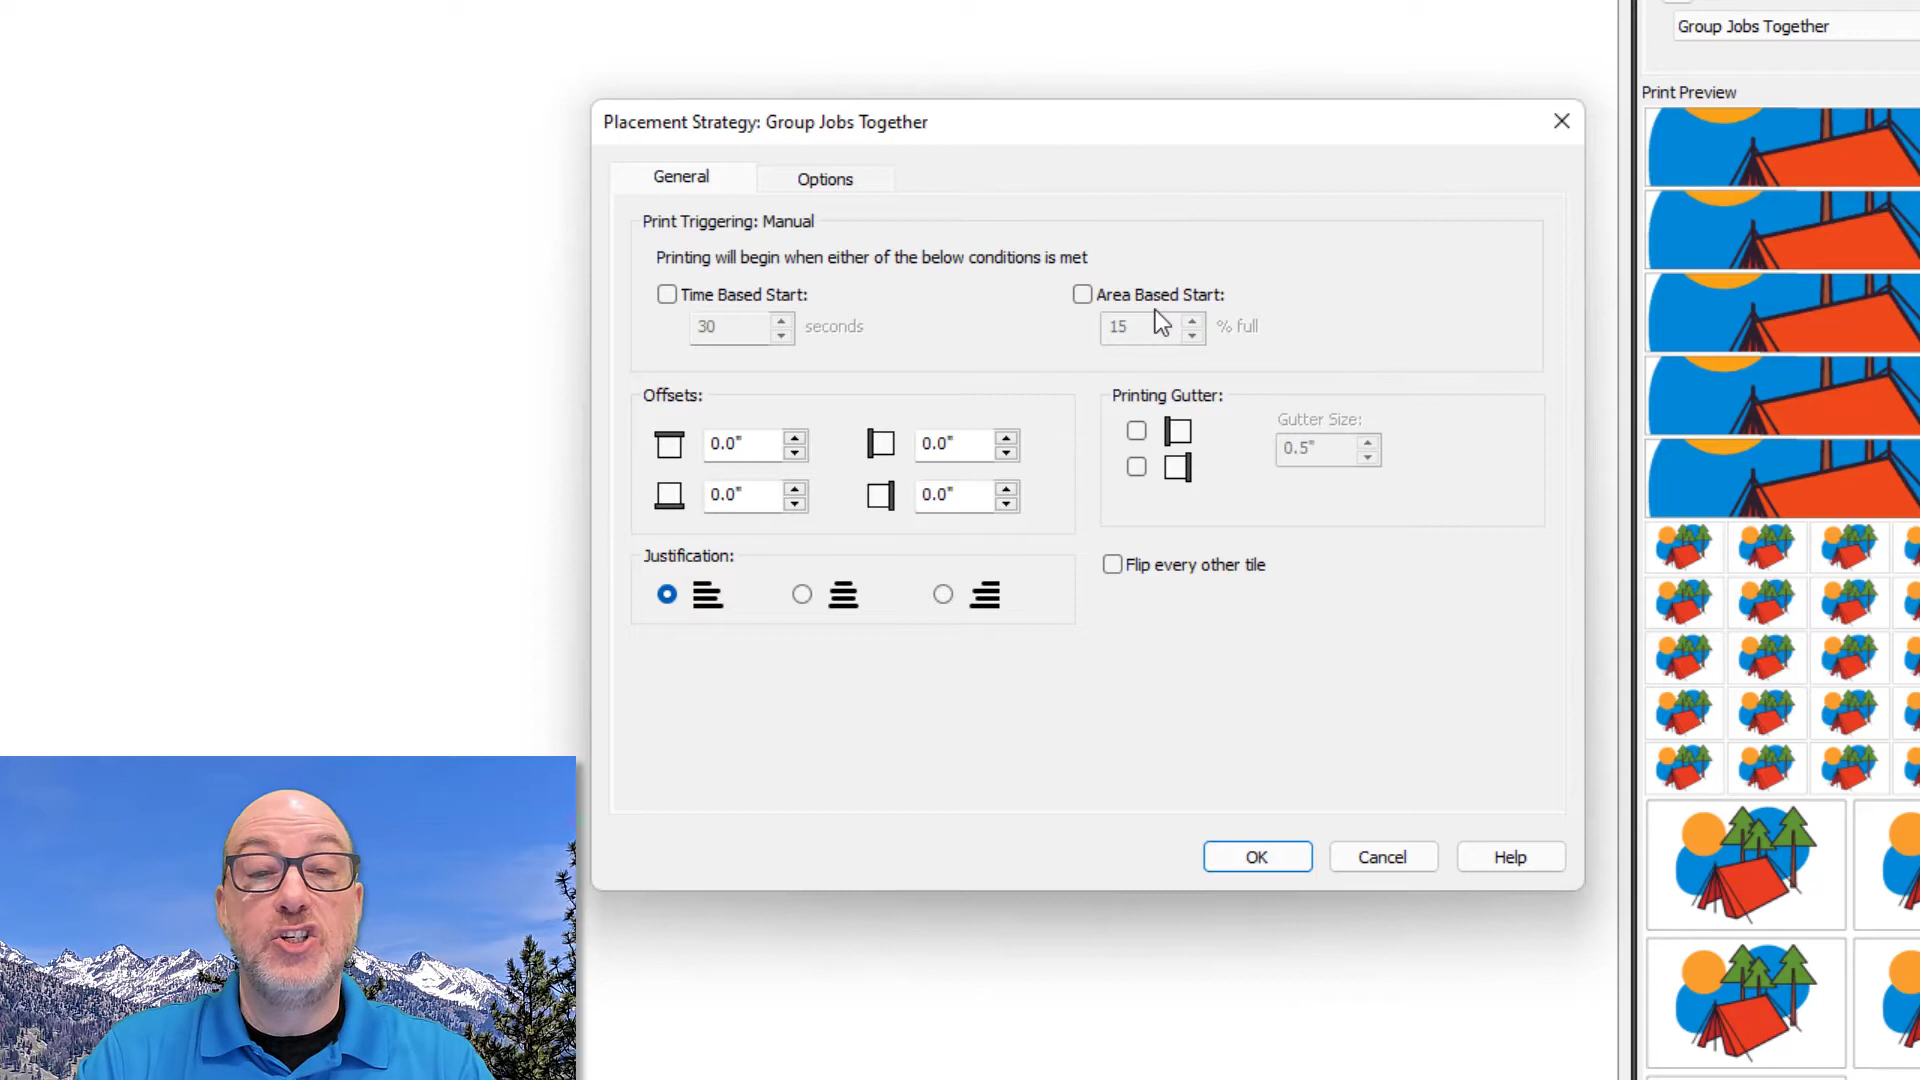 Group Jobs Together
Print Preview
Placement Strategy: Group Jobs Together
General
Options
Print Triggering: Manual
Printing will begin when either of the below conditions is met
Time Based Start:
Area Based Start:
30 seconds
15 % full
Offsets:
Printing Gutter:
Gutter Size:
0.0"
0.0"
0.5"
0.0"
0.0"
Justification:
Flip every other tile
OK
Cancel
Help